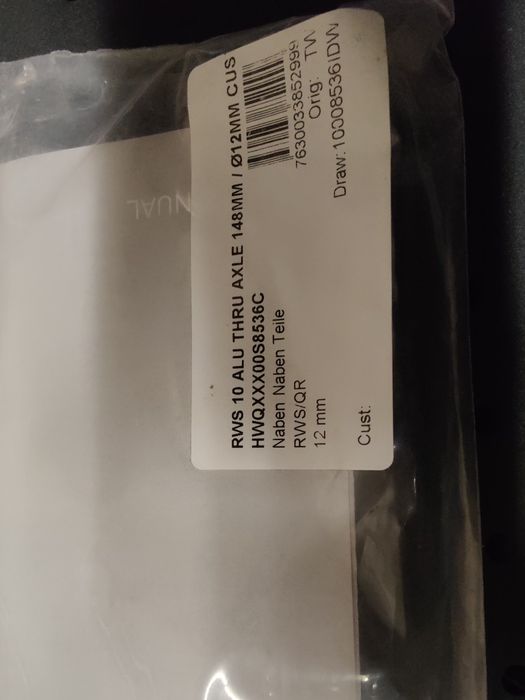 RWS 10 ALU THRU AXLE 148MM / Ø12MM CUS
HWQXXX00S8536C
Naben Naben Teile
RWS/QR
12 mm
Cust:
7630033852999
Orig: TW
Draw:10008536IDW
NUAL